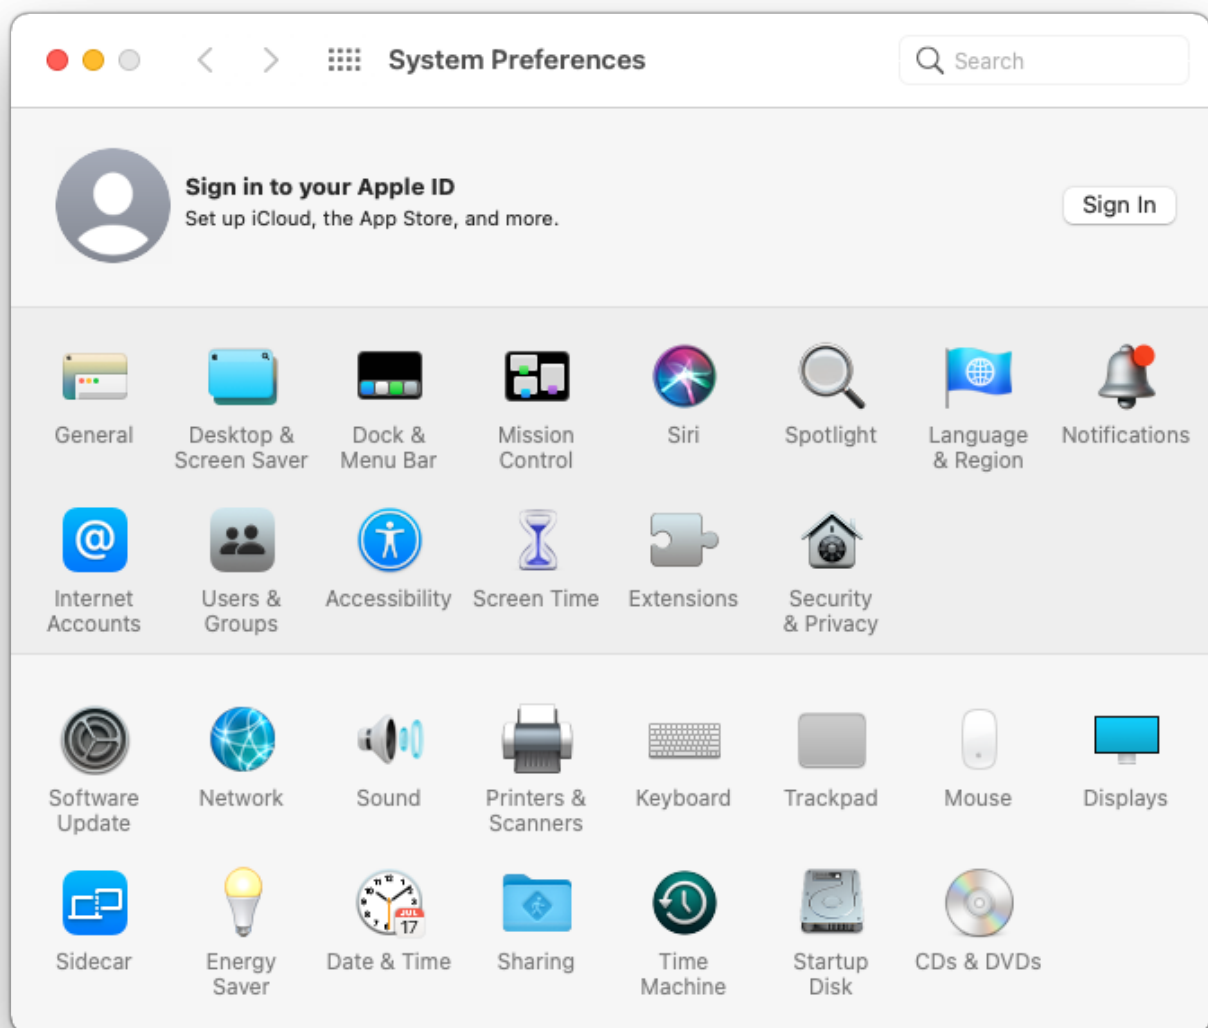 System Preferences
Search
Sign in to your Apple ID
Set up iCloud, the App Store, and more.
Sign In
General
Desktop &
Screen Saver
Dock &
Menu Bar
Mission
Control
Siri
Spotlight
Language
& Region
Notifications
@
Internet
Accounts
Users &
Groups
Accessibility
Screen Time
Extensions
Security
& Privacy
Software
Update
Network
Sound
Printers &
Scanners
Keyboard
Trackpad
Mouse
Displays
JUL
17
Sidecar
Energy
Saver
Date & Time
Sharing
Time
Machine
Startup
Disk
CDs & DVDs